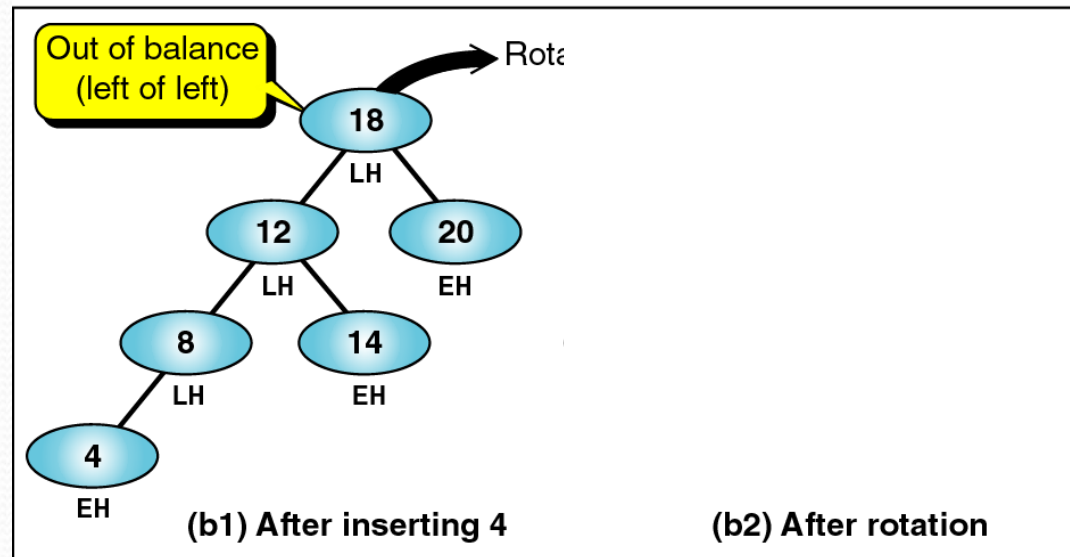 Out of balance
(left of left)
Rota
18
LH
12
20
LH
EH
8
14
LH
EH
4
EH
(b1) After inserting 4
(b2) After rotation